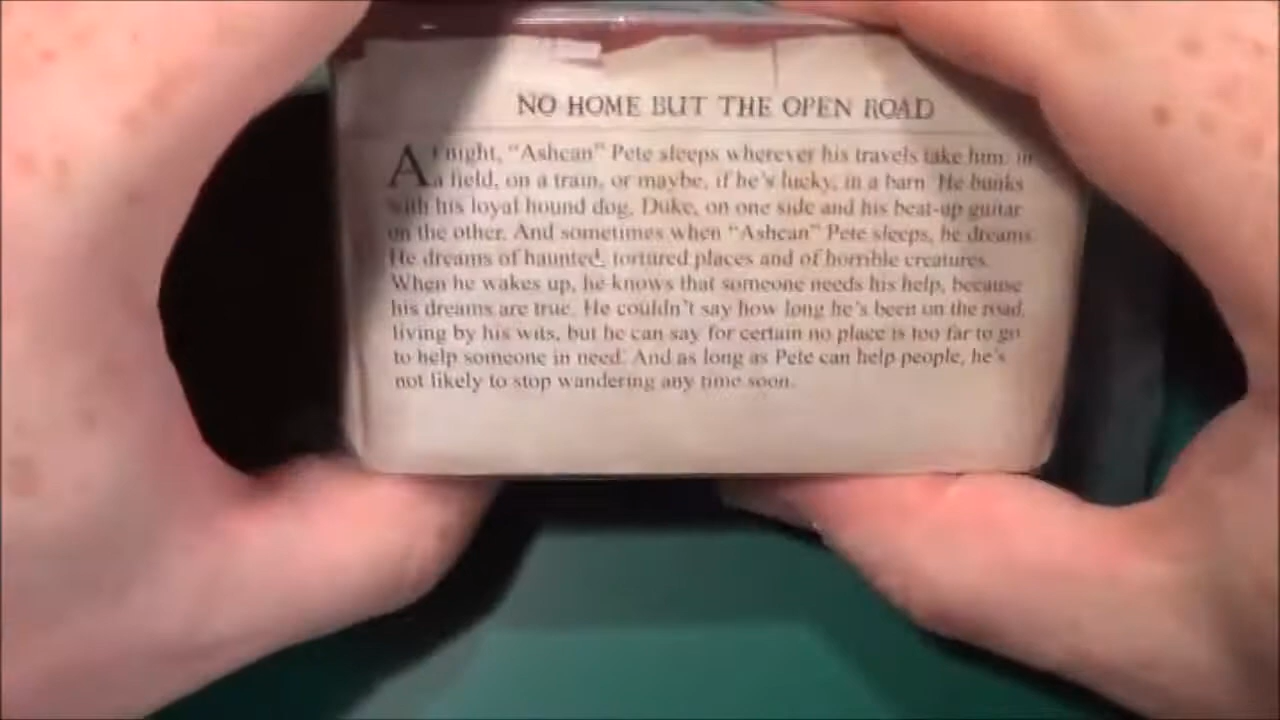 NO HOME BUT THE OPEN ROAD
At night, "Ashcan" Pete sleeps wherever his travels take him: in
a field, on a train, or maybe, if he's lucky, in a barn. He bunks
with his loyal hound dog, Duke, on one side and his beat-up guitar
on the other. And sometimes when "Ashcan" Pete sleeps, he dreams.
He dreams of haunted, tortured places and of horrible creatures.
When he wakes up, he knows that someone needs his help, because
his dreams are true. He couldn't say how long he's been on the road,
living by his wits, but he can say for certain no place is too far to go
to help someone in need. And as long as Pete can help people, he's
not likely to stop wandering any time soon.